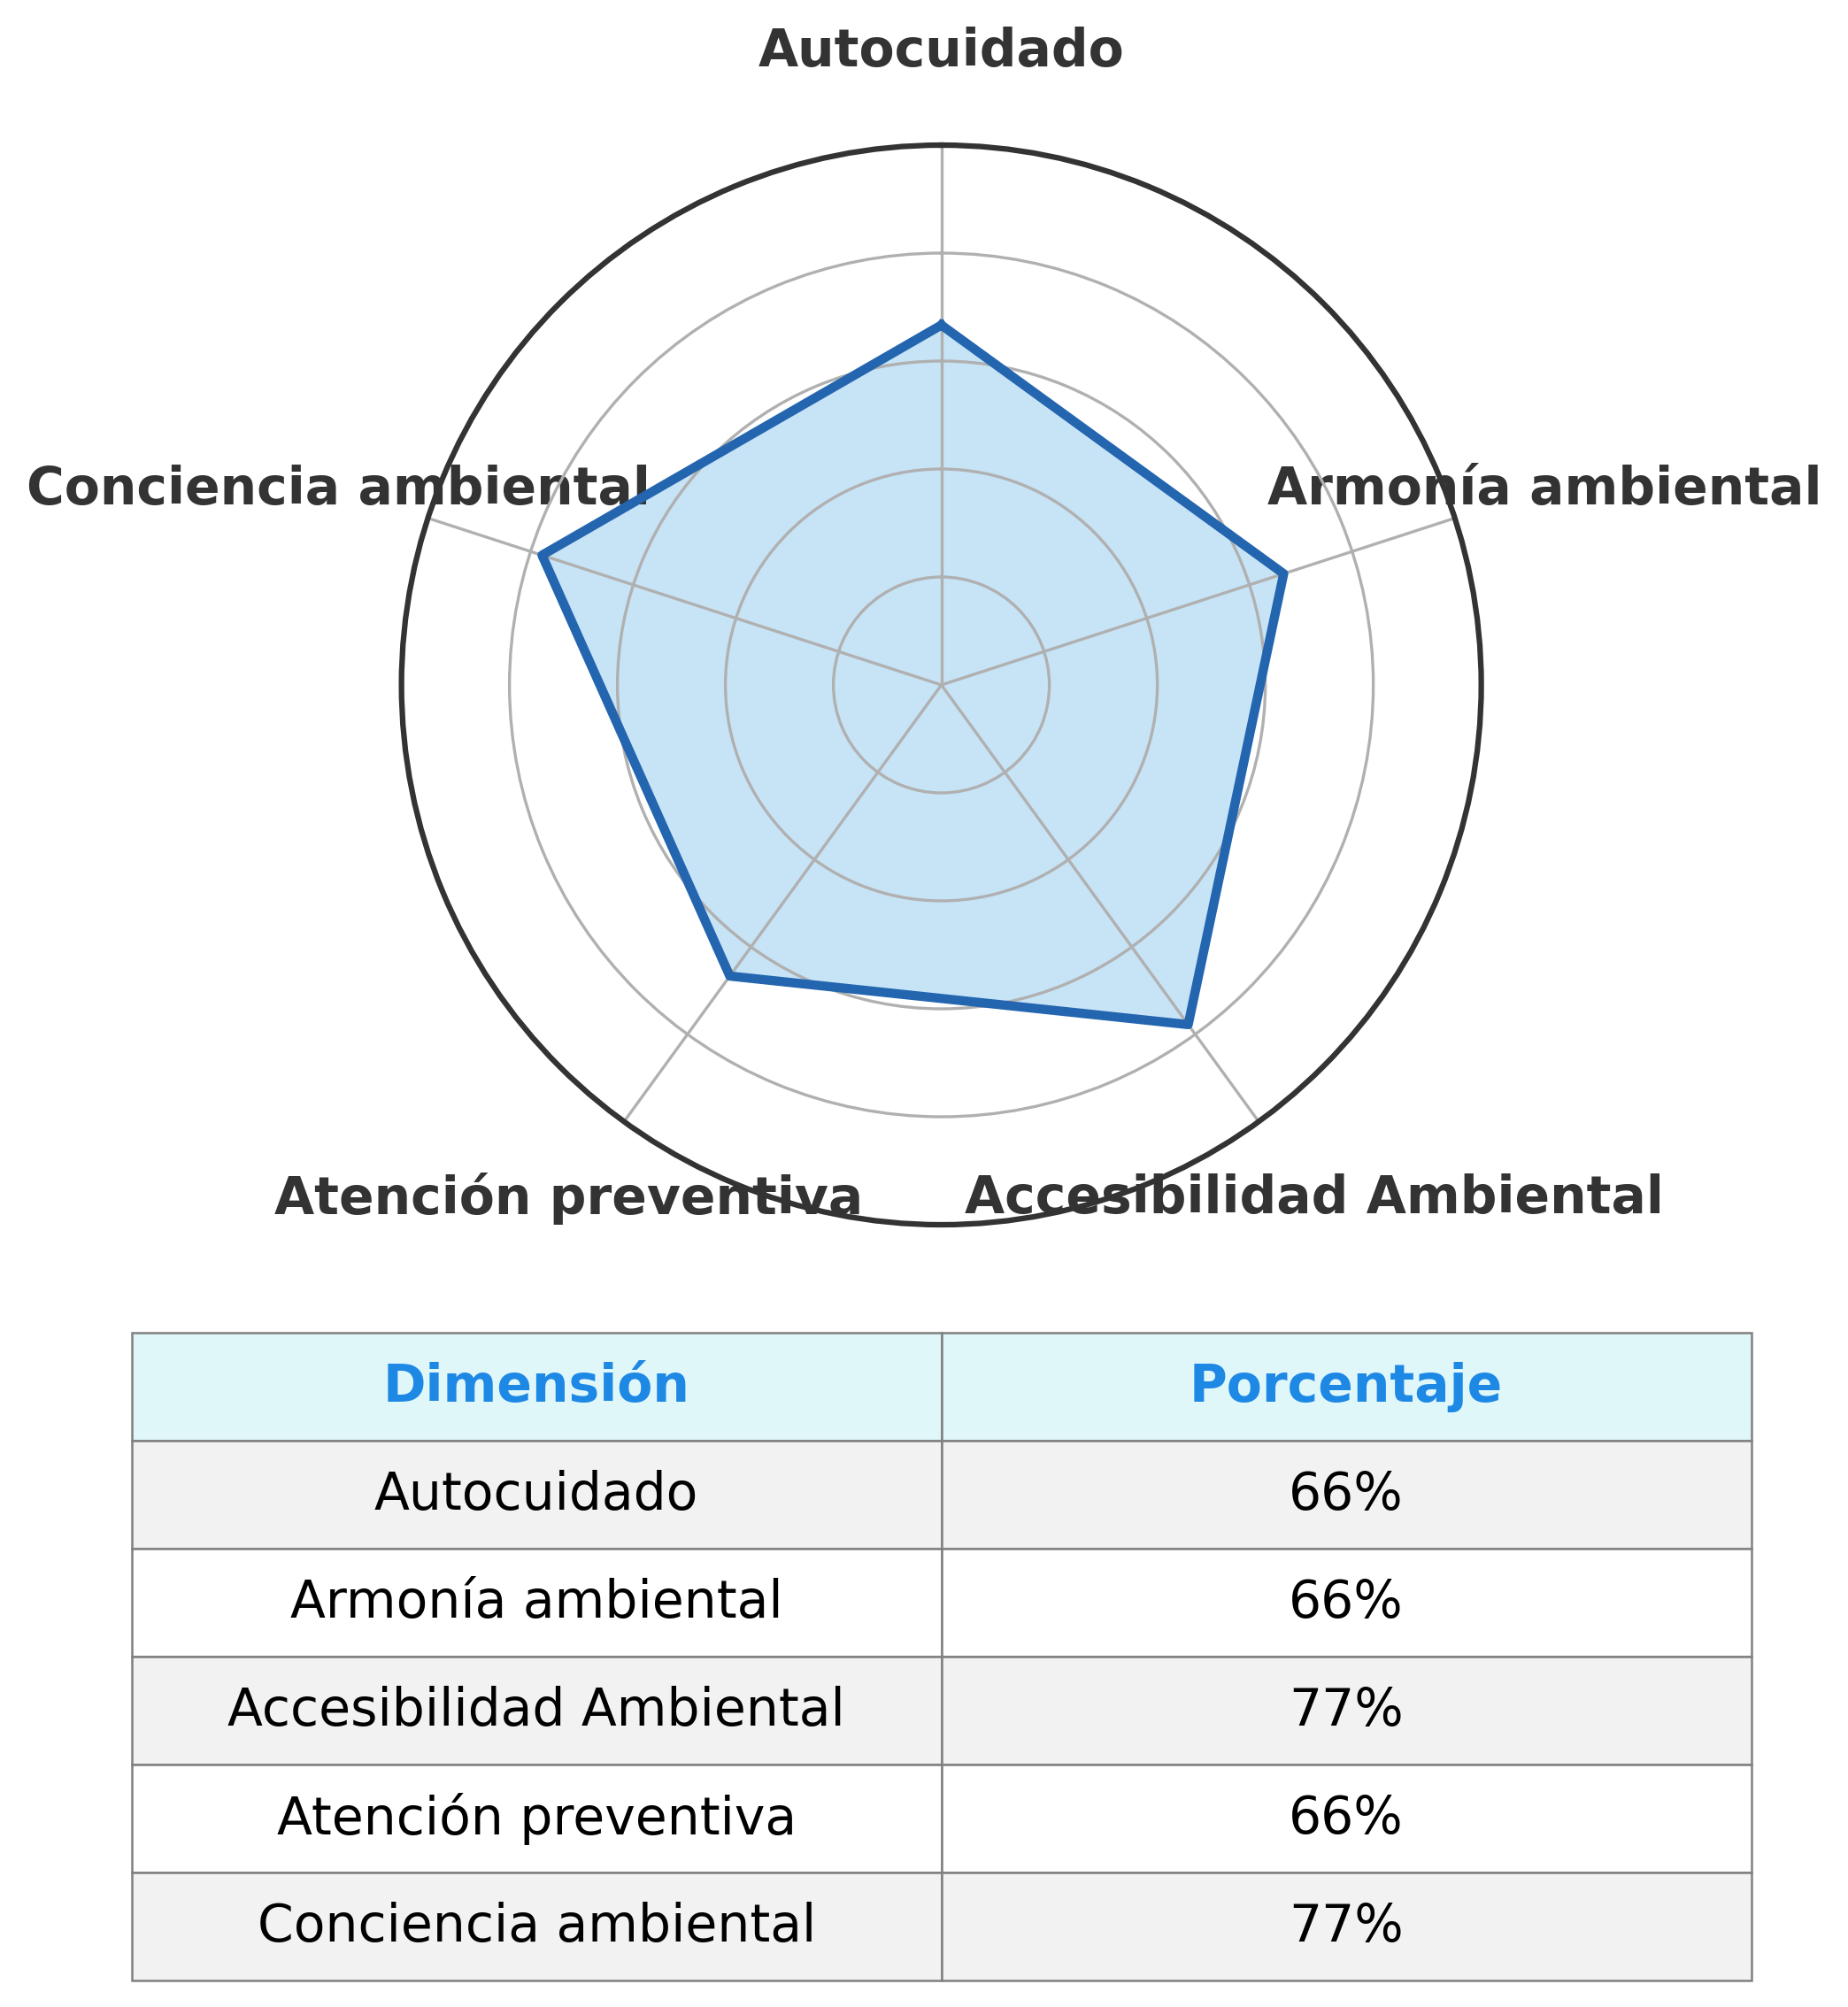 Autocuidado
Conciencia ambiental
Armonía ambiental
Atención preventiva
Accesibilidad Ambiental
Dimensión Porcentaje
Autocuidado 66%
Armonía ambiental 66%
Accesibilidad Ambiental 77%
Atención preventiva 66%
Conciencia ambiental 77%